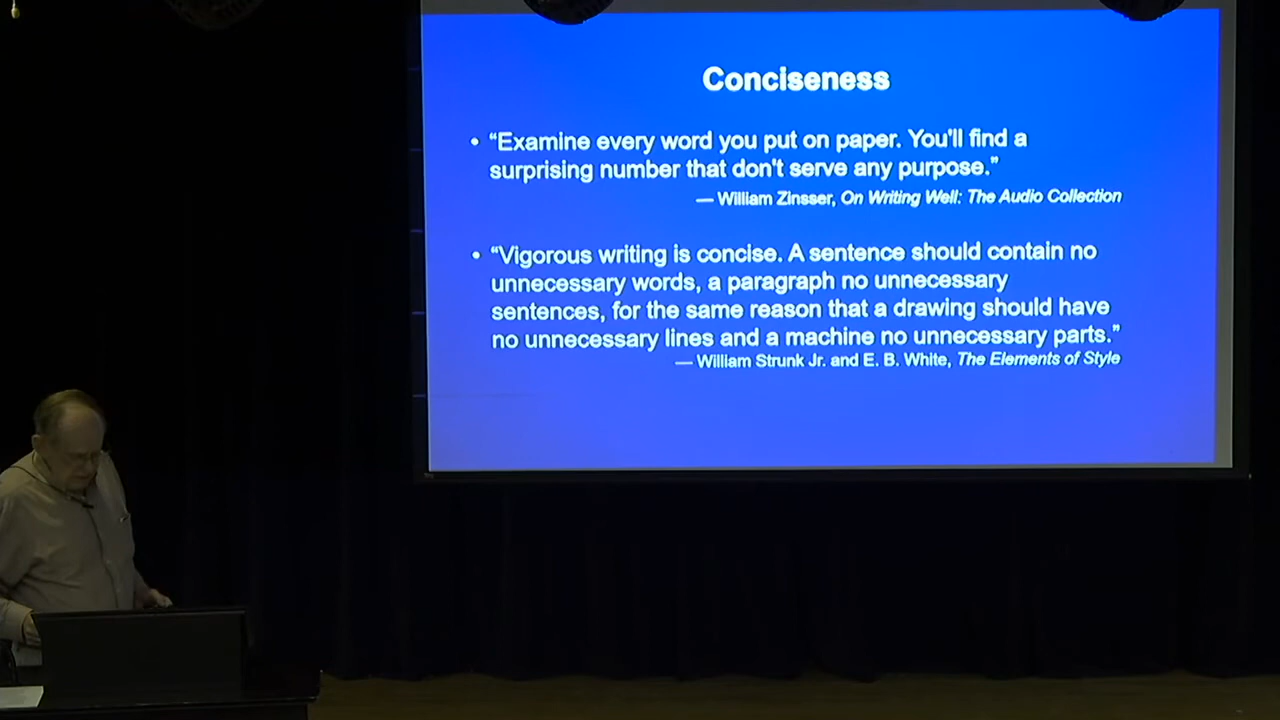 Conciseness
• “Examine every word you put on paper. You'll find a
surprising number that don't serve any purpose.”
— William Zinsser, On Writing Well: The Audio Collection
• “Vigorous writing is concise. A sentence should contain no
unnecessary words, a paragraph no unnecessary
sentences, for the same reason that a drawing should have
no unnecessary lines and a machine no unnecessary parts.”
— William Strunk Jr. and E. B. White, The Elements of Style